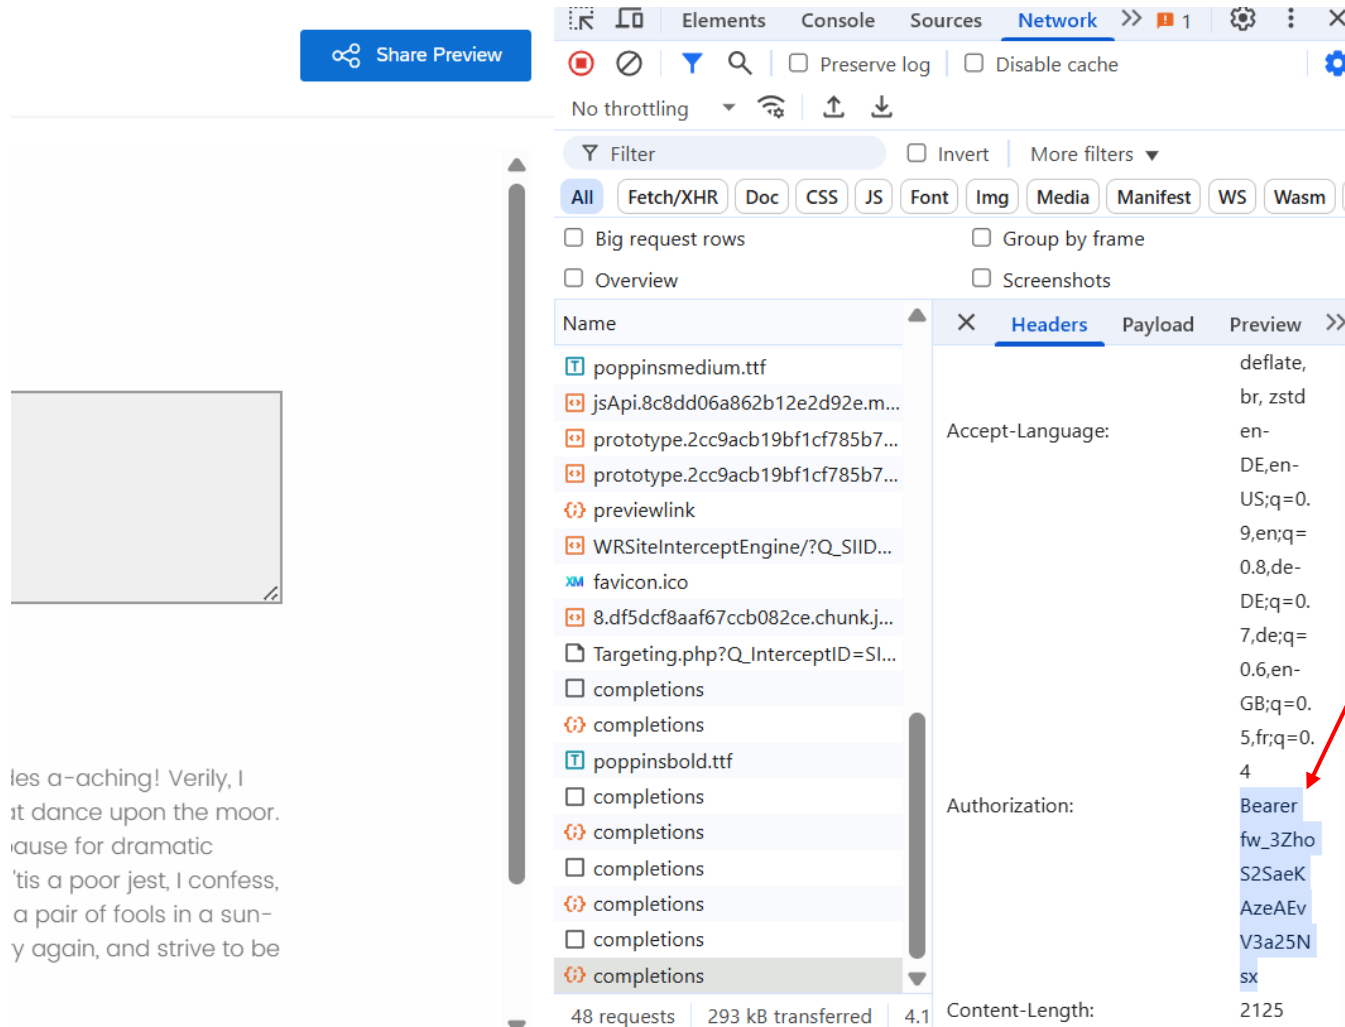 Share Preview
des a-aching! Verily, I
at dance upon the moor.
pause for dramatic
'tis a poor jest, I confess,
a pair of fools in a sun-
y again, and strive to be
Elements Console Sources Network 1
Preserve log Disable cache
No throttling
Filter Invert More filters
All Fetch/XHR Doc CSS JS Font Img Media Manifest WS Wasm
Big request rows Group by frame
Overview Screenshots
Name
poppinsmedium.ttf
jsApi.8c8dd06a862b12e2d92e.m...
prototype.2cc9acb19bf1cf785b7...
prototype.2cc9acb19bf1cf785b7...
previewlink
WRSiteInterceptEngine/?Q_SIID...
XM favicon.ico
8.df5dcf8aaf67ccb082ce.chunk.j...
Targeting.php?Q_InterceptID=SI...
completions
completions
poppinsbold.ttf
completions
completions
completions
completions
completions
completions
48 requests 293 kB transferred 4.1
Headers Payload Preview
deflate,
br, zstd
Accept-Language: en-
DE,en-
US;q=0.
9,en;q=
0.8,de-
DE;q=0.
7,de;q=
0.6,en-
GB;q=0.
5,fr;q=0.
4
Authorization: Bearer
fw_3Zho
S2SaeK
AzeAEv
V3a25N
sx
Content-Length: 2125